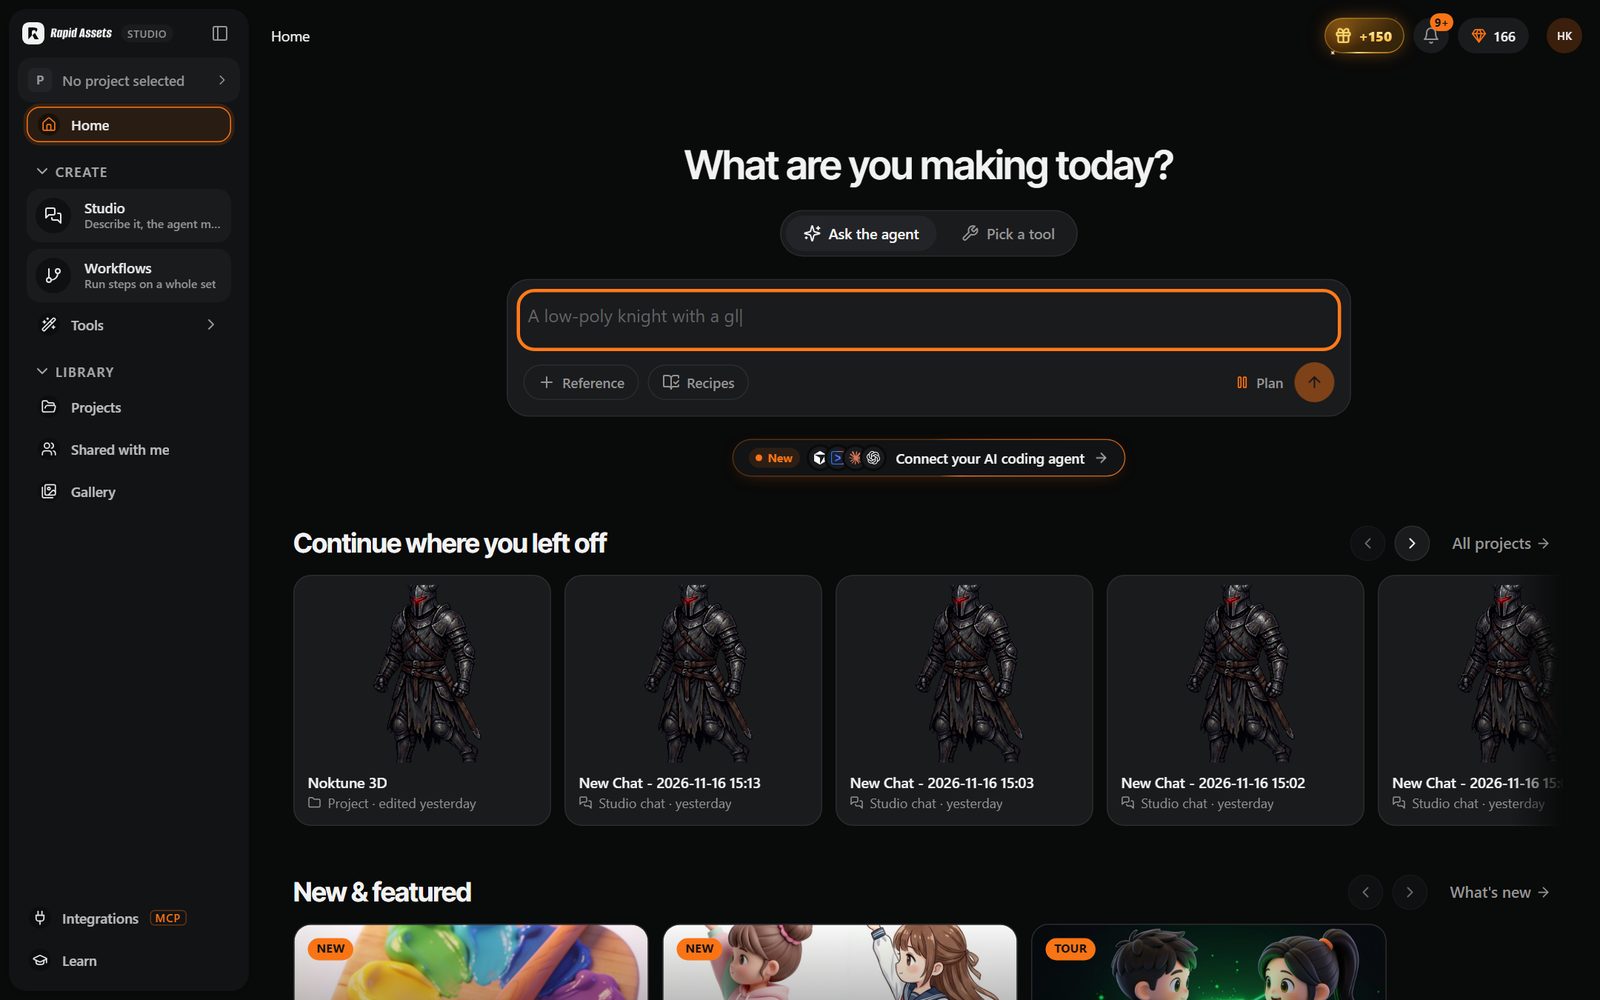 Rapid Assets STUDIO
Home
+150
9+
166
HK
P No project selected
Home
CREATE
Studio
Describe it, the agent m...
Workflows
Run steps on a whole set
Tools
LIBRARY
Projects
Shared with me
Gallery
Integrations MCP
Learn
What are you making today?
Ask the agent
Pick a tool
A low-poly knight with a gl|
Reference
Recipes
Plan
New Connect your AI coding agent
Continue where you left off
All projects
Noktune 3D
Project · edited yesterday
New Chat - 2026-11-16 15:13
Studio chat · yesterday
New Chat - 2026-11-16 15:03
Studio chat · yesterday
New Chat - 2026-11-16 15:02
Studio chat · yesterday
New Chat - 2026-11-16
Studio chat · yesterday
New & featured
What's new
NEW
NEW
TOUR